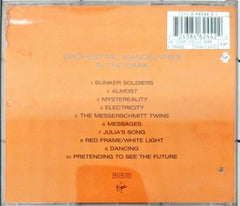 ORCHESTRAL MANOEUVRES
IN THE DARK
1 BUNKER SOLDIERS
2 ALMOST
3 MYSTEREALITY
4 ELECTRICITY
5 THE MESSERSCHMITT TWINS
6 MESSAGES
7 JULIA'S SONG
8 RED FRAME/WHITE LIGHT
9 DANCING
10 PRETENDING TO SEE THE FUTURE
Virgin